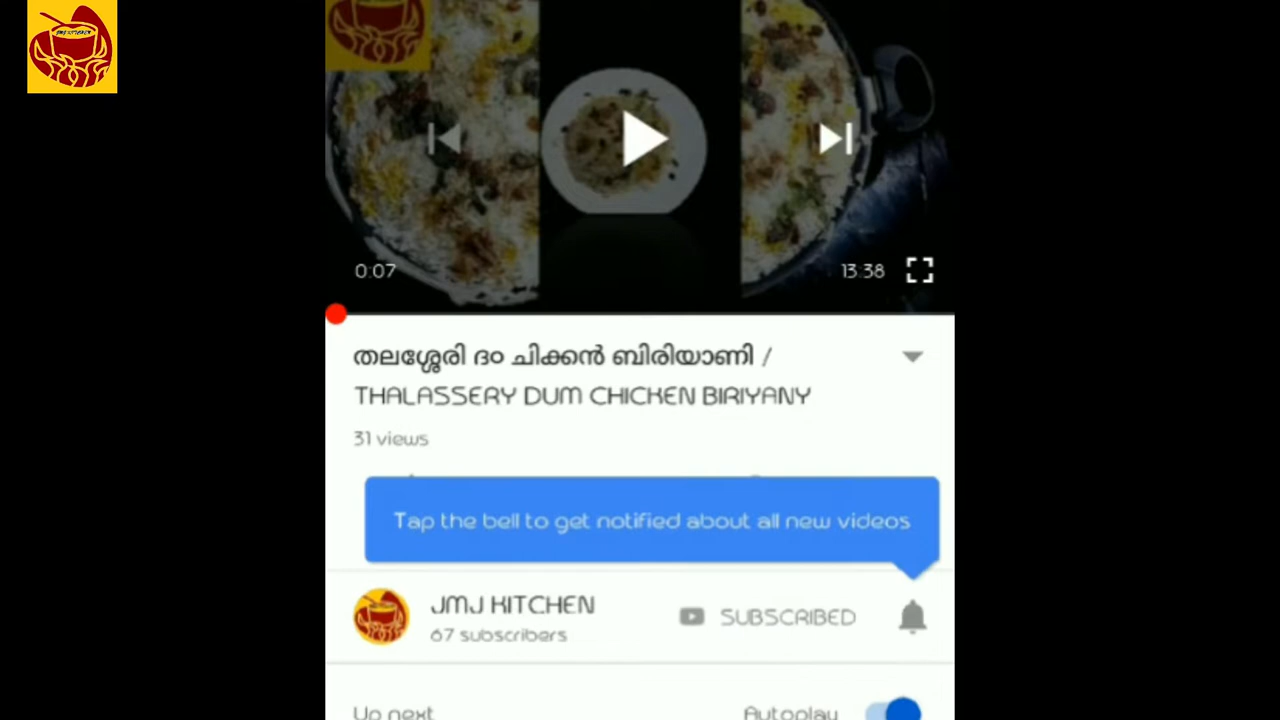 0:07
13:38
തലശ്ശേരി ദം ചിക്കൻ ബിരിയാണി /
THALASSERY DUM CHICKEN BIRIYANY
31 views
Tap the bell to get notified about all new videos
JMJ KITCHEN
SUBSCRIBED
67 subscribers
Up next
Autoplay